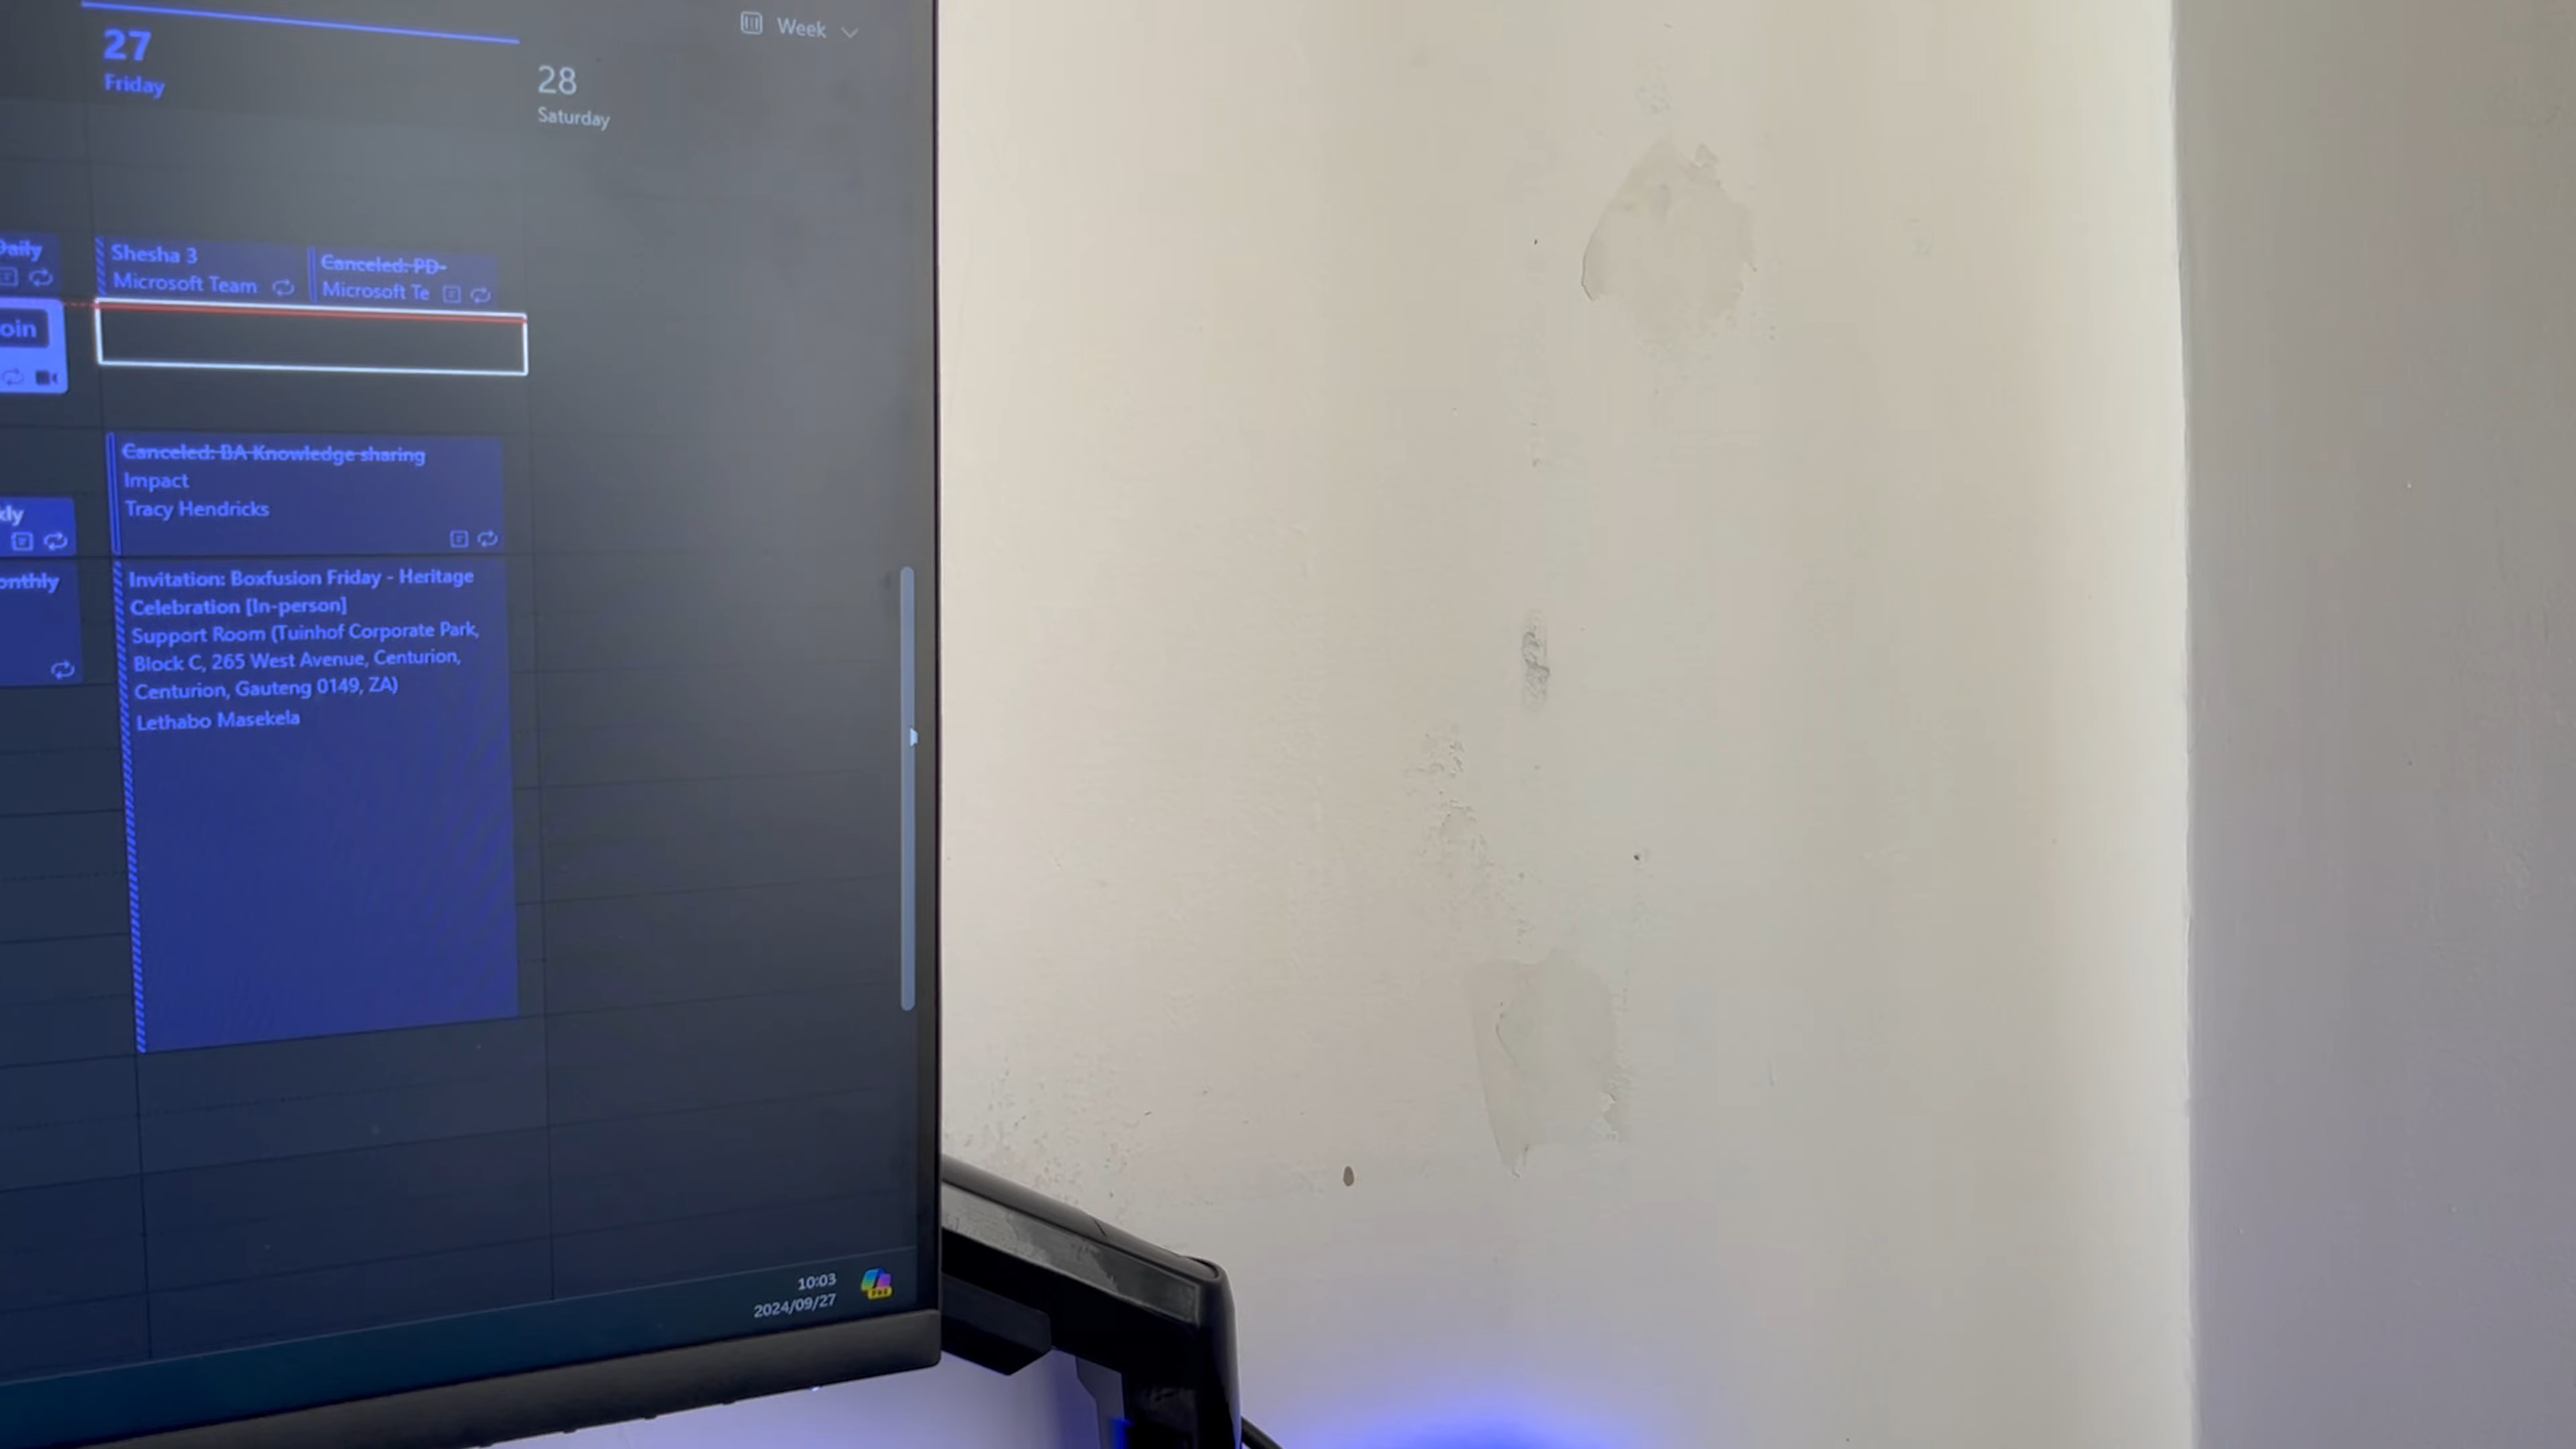 Week
27
Friday
28
Saturday
Daily
Shesha 3
Microsoft Team
Canceled: PD-
Microsoft Te
oin
Canceled: BA Knowledge sharing
Impact
Tracy Hendricks
kly
onthly
Invitation: Boxfusion Friday - Heritage
Celebration [In-person]
Support Room (Tuinhof Corporate Park,
Block C, 265 West Avenue, Centurion,
Centurion, Gauteng 0149, ZA)
Lethabo Masekela
10:03
2024/09/27